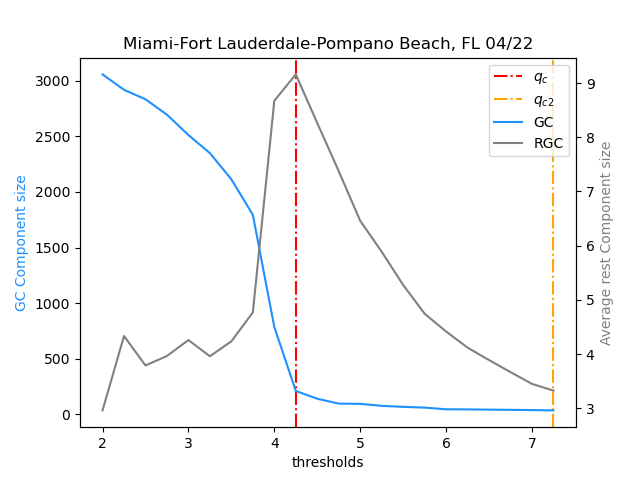 Miami-Fort Lauderdale-Pompano Beach, FL 04/22
GC Component size
3000
2500
2000
1500
1000
500
0
2
3
4
5
6
7
thresholds
9
8
7
6
5
4
3
Average rest Component size
q_c
q_{c2}
GC
RGC